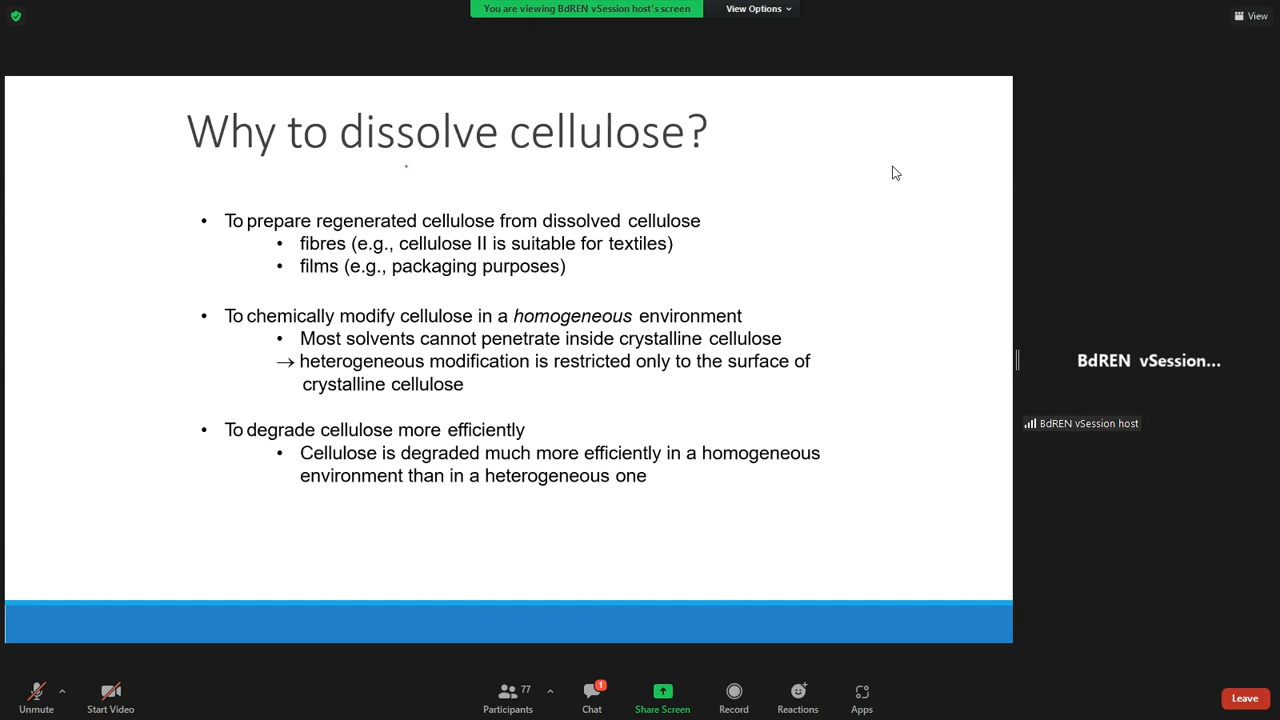 You are viewing BdREN vSession host's screen
View Options
View
Why to dissolve cellulose?
• To prepare regenerated cellulose from dissolved cellulose
• fibres (e.g., cellulose II is suitable for textiles)
• films (e.g., packaging purposes)
• To chemically modify cellulose in a homogeneous environment
• Most solvents cannot penetrate inside crystalline cellulose
→ heterogeneous modification is restricted only to the surface of
crystalline cellulose
• To degrade cellulose more efficiently
• Cellulose is degraded much more efficiently in a homogeneous
environment than in a heterogeneous one
BdREN vSession...
BdREN vSession host
Unmute
Start Video
77
Participants
1
Chat
Share Screen
Record
Reactions
Apps
Leave